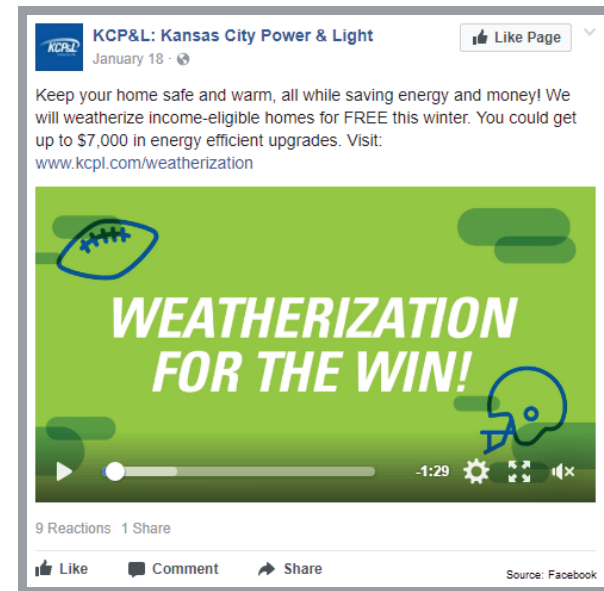 KCP&L
KCP&L: Kansas City Power & Light
Like Page
January 18 ·
Keep your home safe and warm, all while saving energy and money! We
will weatherize income-eligible homes for FREE this winter. You could get
up to $7,000 in energy efficient upgrades. Visit:
www.kcpl.com/weatherization
WEATHERIZATION
FOR THE WIN!
-1:29
9 Reactions 1 Share
Like Comment Share
Source: Facebook